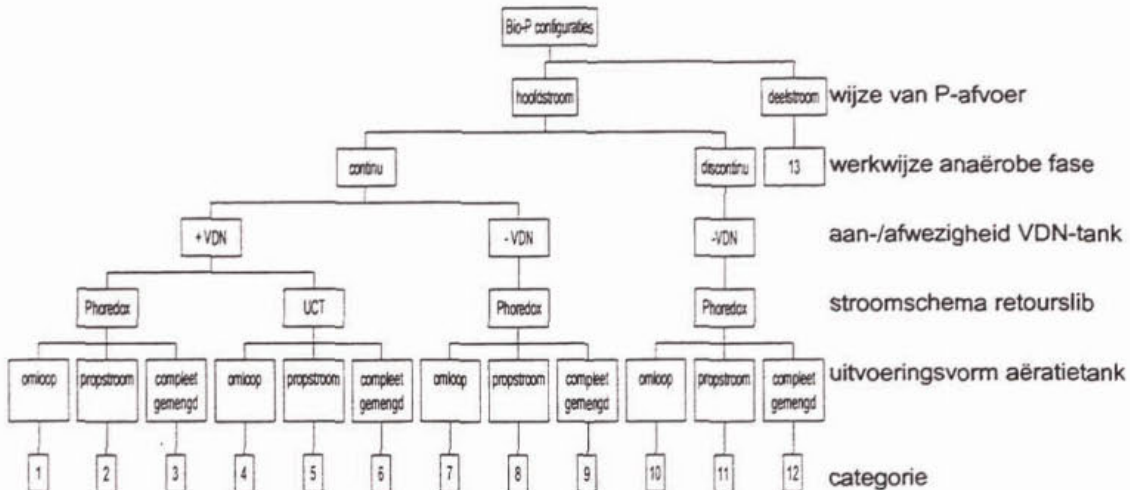 Bio-P configuraties
hoofdstroom
deelstroom
wijze van P-afvoer
continu
discontinu
13
werkwijze anaërobe fase
+ VDN
- VDN
-VDN
aan-/afwezigheid VDN-tank
Phoredox
UCT
Phoredox
Phoredox
stroomschema retourslib
omloop
propstroom
compleet
gemengd
omloop
propstroom
compleet
gemengd
omloop
propstroom
compleet
gemengd
omloop
propstroom
compleet
gemengd
uitvoeringsvorm aëratietank
1
2
3
4
5
6
7
8
9
10
11
12
categorie